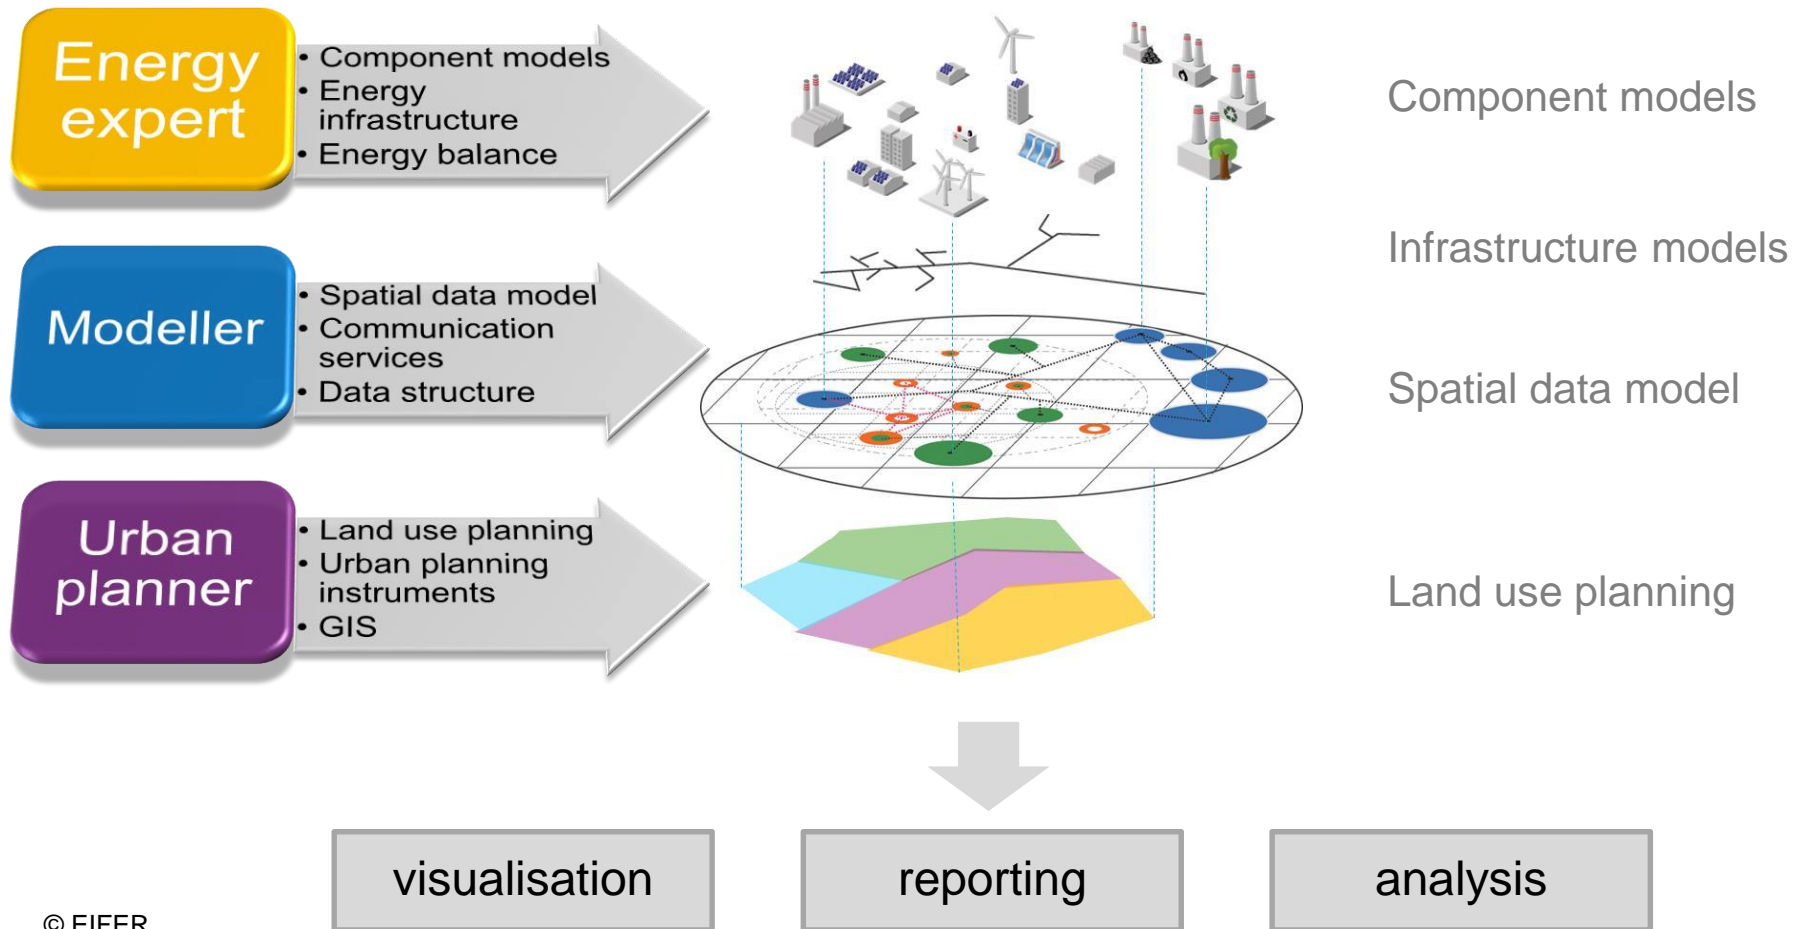 Energy
expert
• Component models
• Energy
infrastructure
• Energy balance
Component models
Infrastructure models
Modeller
• Spatial data model
• Communication
services
• Data structure
Spatial data model
Urban
planner
• Land use planning
• Urban planning
instruments
• GIS
Land use planning
visualisation
reporting
analysis
© EIFER